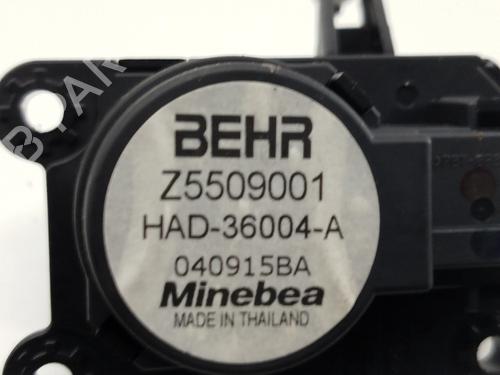 BEHR
Z5509001
HAD-36004-A
040915BA
Minebea
MADE IN THAILAND